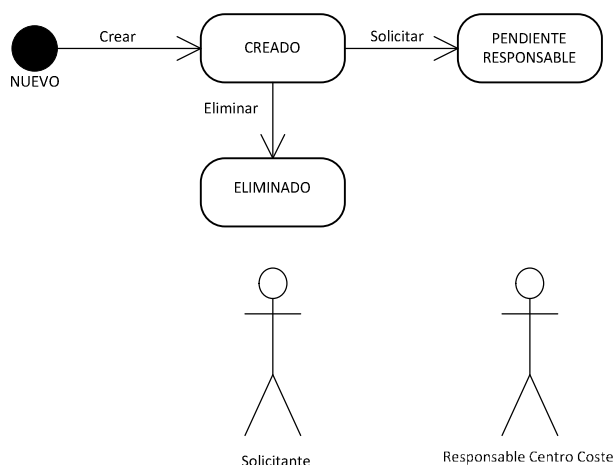 Crear
CREADO
Solicitar
PENDIENTE
RESPONSABLE
NUEVO
Eliminar
ELIMINADO
Solicitante
Responsable Centro Coste